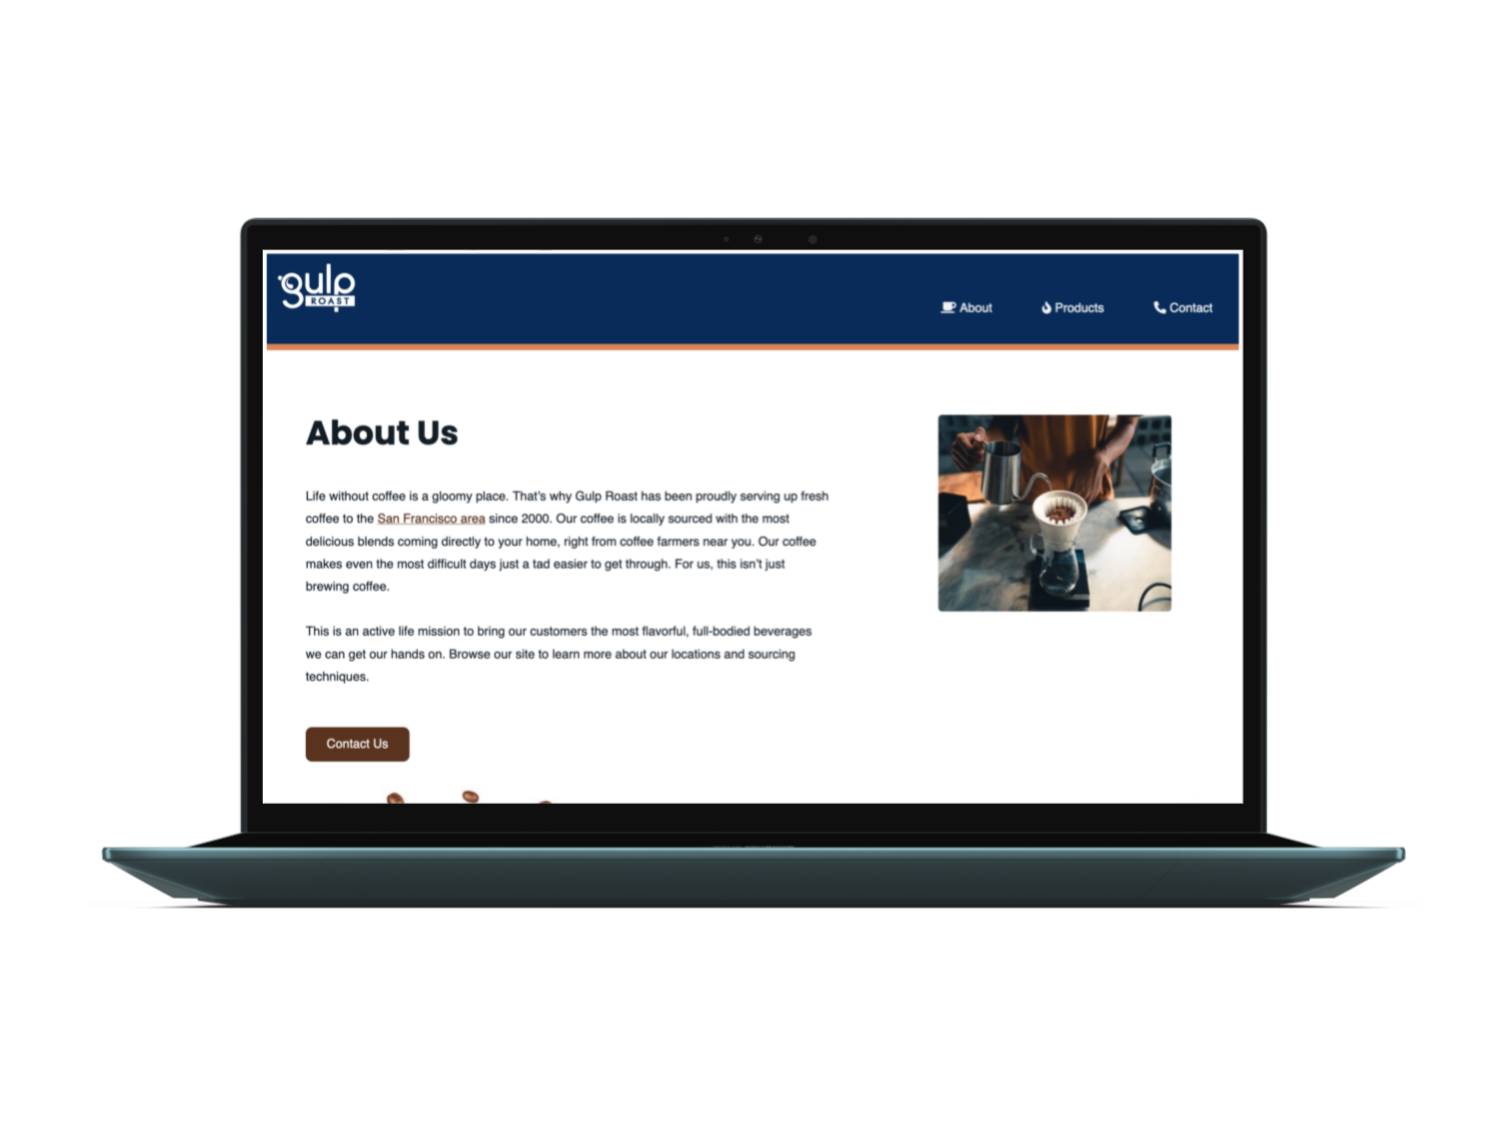 gulp
ROAST
About Products Contact
About Us
Life without coffee is a gloomy place. That's why Gulp Roast has been proudly serving up fresh
coffee to the San Francisco area since 2000. Our coffee is locally sourced with the most
delicious blends coming directly to your home, right from coffee farmers near you. Our coffee
makes even the most difficult days just a tad easier to get through. For us, this isn't just
brewing coffee.
This is an active life mission to bring our customers the most flavorful, full-bodied beverages
we can get our hands on. Browse our site to learn more about our locations and sourcing
techniques.
Contact Us